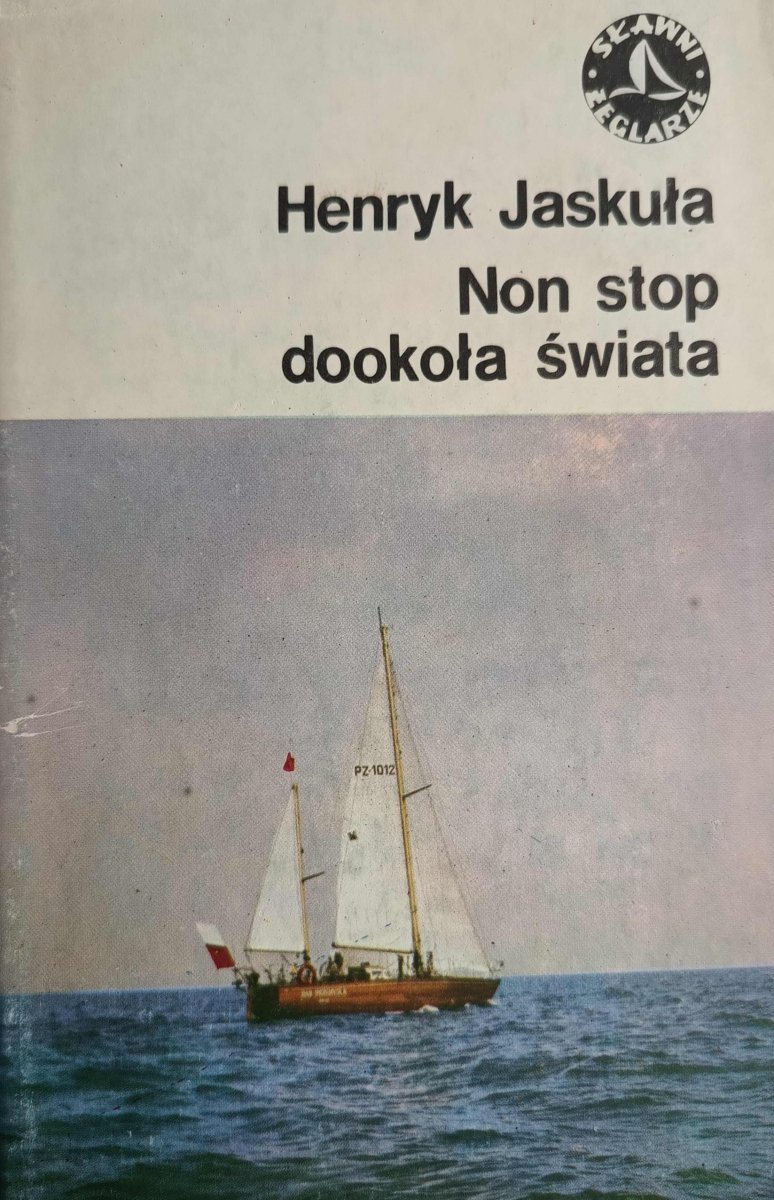 SŁAWNI
ŻEGLARZE
Henryk Jaskuła
Non stop
dookoła świata
PZ-1012